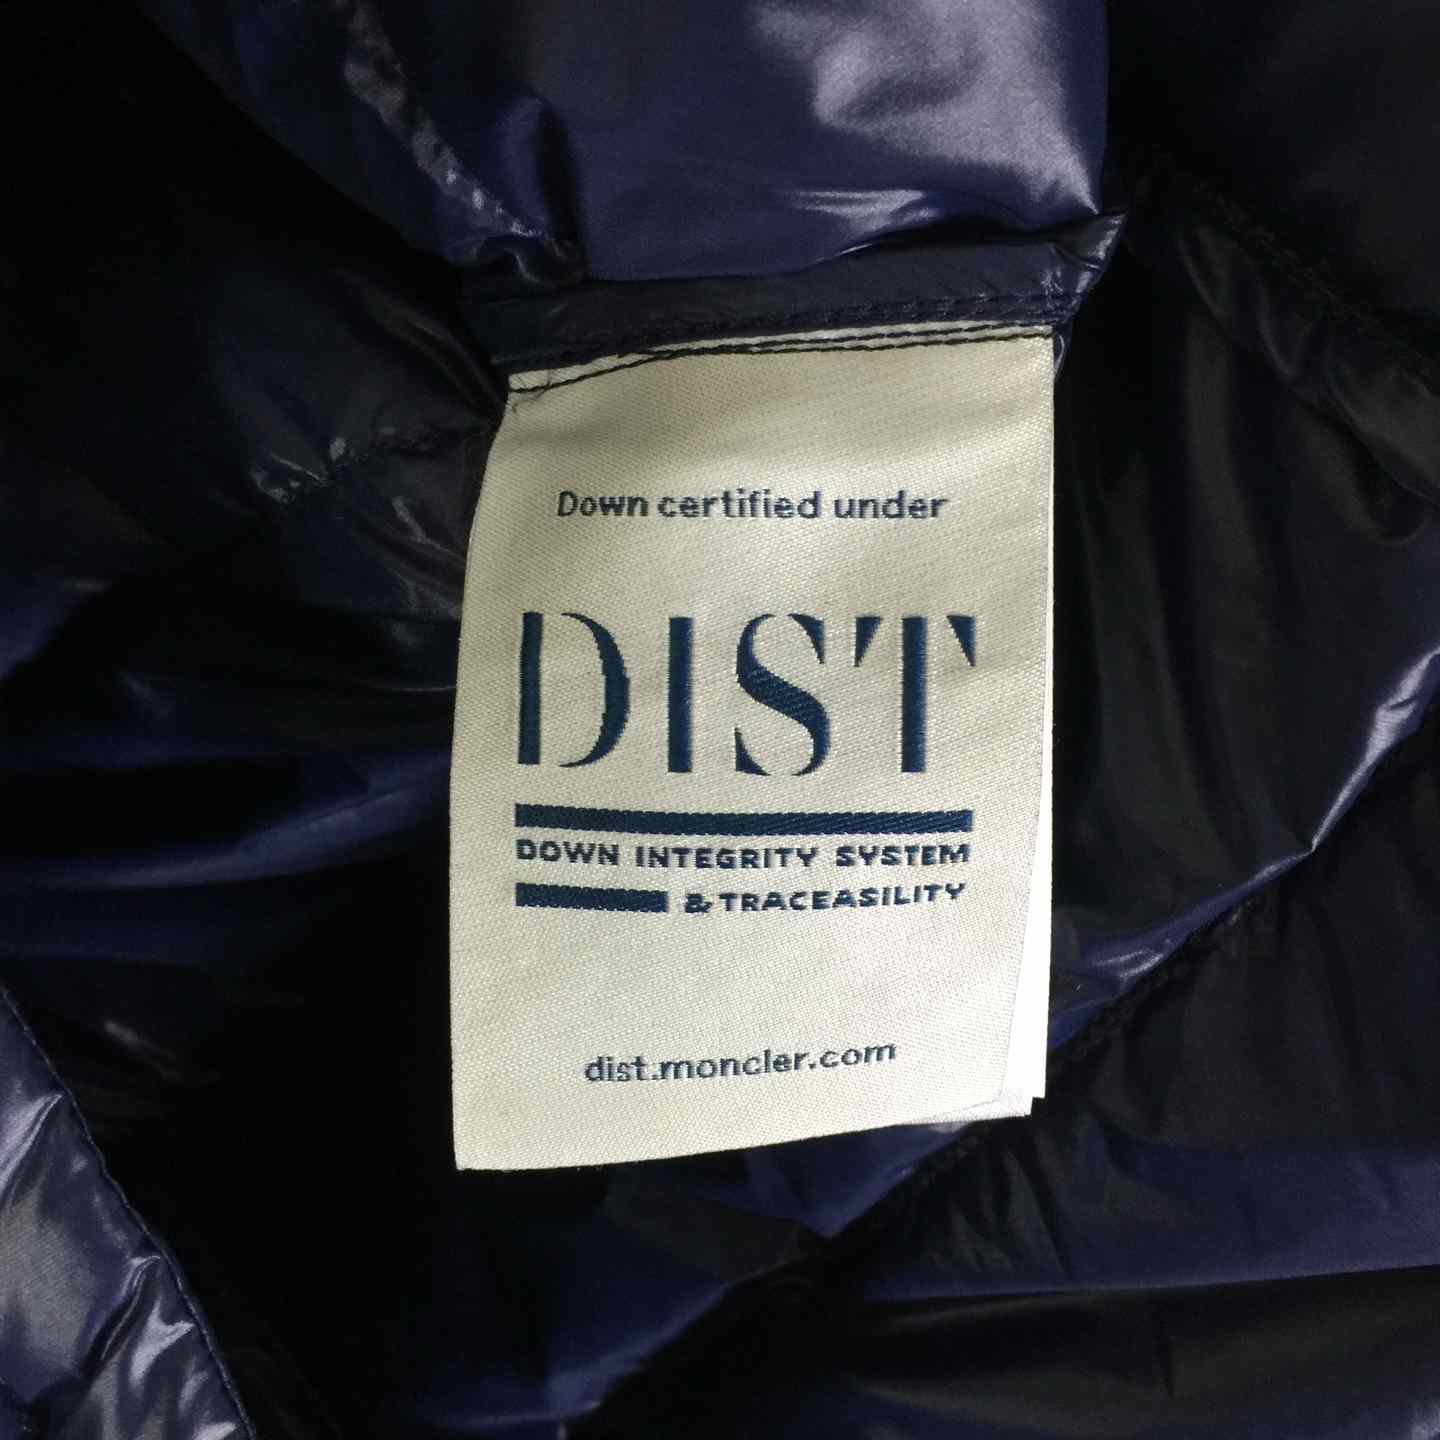 Down certified under
DIST
DOWN INTEGRITY SYSTEM
& TRACEASILITY
dist.moncler.com